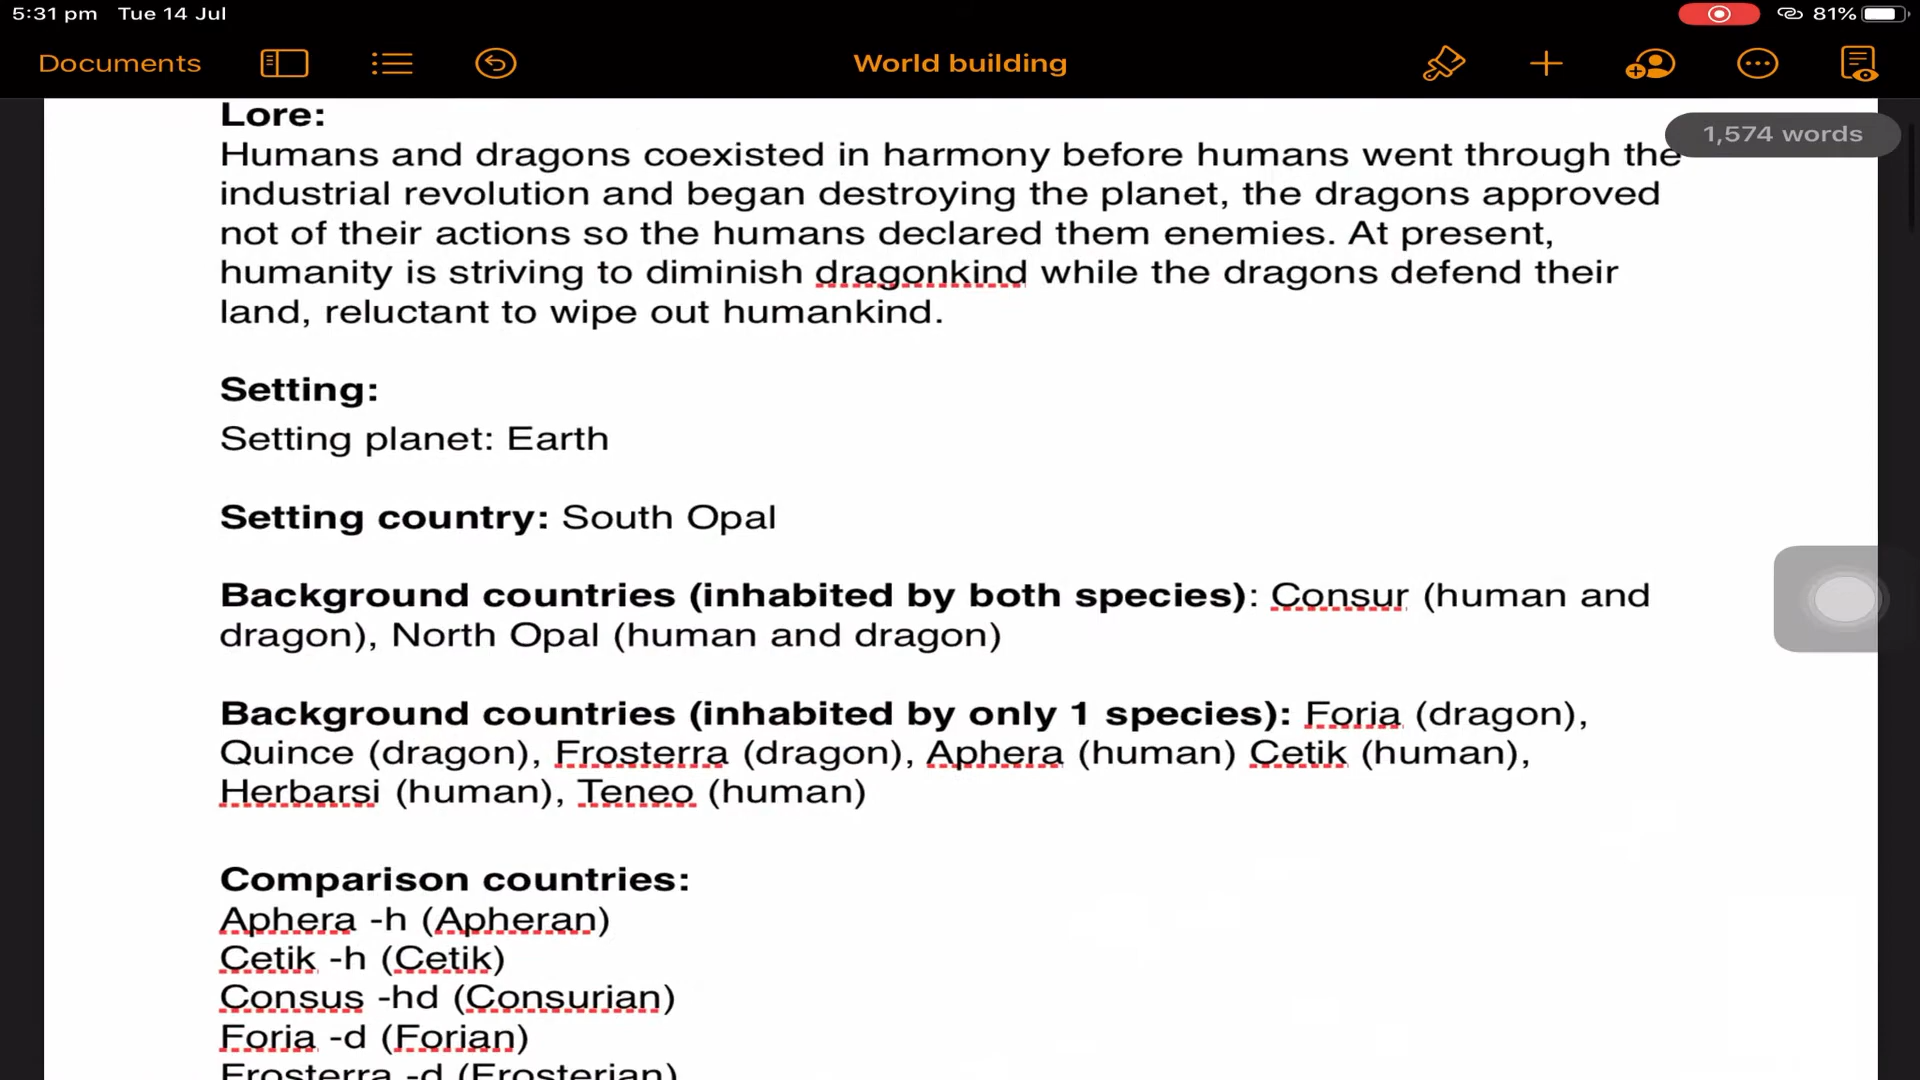 5:31 pm Tue 14 Jul 81%
Documents World building
1,574 words
Lore:
Humans and dragons coexisted in harmony before humans went through the
industrial revolution and began destroying the planet, the dragons approved
not of their actions so the humans declared them enemies. At present,
humanity is striving to diminish dragonkind while the dragons defend their
land, reluctant to wipe out humankind.
Setting:
Setting planet: Earth
Setting country: South Opal
Background countries (inhabited by both species): Consur (human and
dragon), North Opal (human and dragon)
Background countries (inhabited by only 1 species): Foria (dragon),
Quince (dragon), Frosterra (dragon), Aphera (human) Cetik (human),
Herbarsi (human), Teneo (human)
Comparison countries:
Aphera -h (Apheran)
Cetik -h (Cetik)
Consus -hd (Consurian)
Foria -d (Forian)
Frosterra -d (Frosterian)